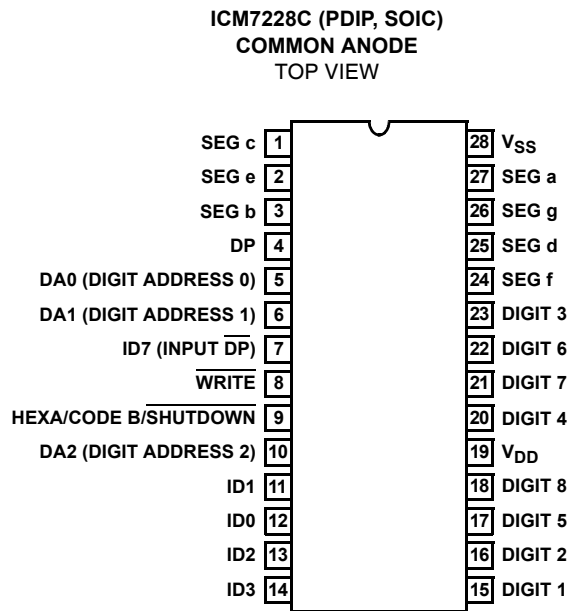 ICM7228C (PDIP, SOIC)
COMMON ANODE
TOP VIEW
SEG c 1
SEG e 2
SEG b 3
DP 4
DA0 (DIGIT ADDRESS 0) 5
DA1 (DIGIT ADDRESS 1) 6
ID7 (INPUT D̅P̅) 7
W̅R̅I̅T̅E̅ 8
HEXA/CODE B/S̅H̅U̅T̅D̅O̅W̅N̅ 9
DA2 (DIGIT ADDRESS 2) 10
ID1 11
ID0 12
ID2 13
ID3 14
28 VSS
27 SEG a
26 SEG g
25 SEG d
24 SEG f
23 DIGIT 3
22 DIGIT 6
21 DIGIT 7
20 DIGIT 4
19 VDD
18 DIGIT 8
17 DIGIT 5
16 DIGIT 2
15 DIGIT 1